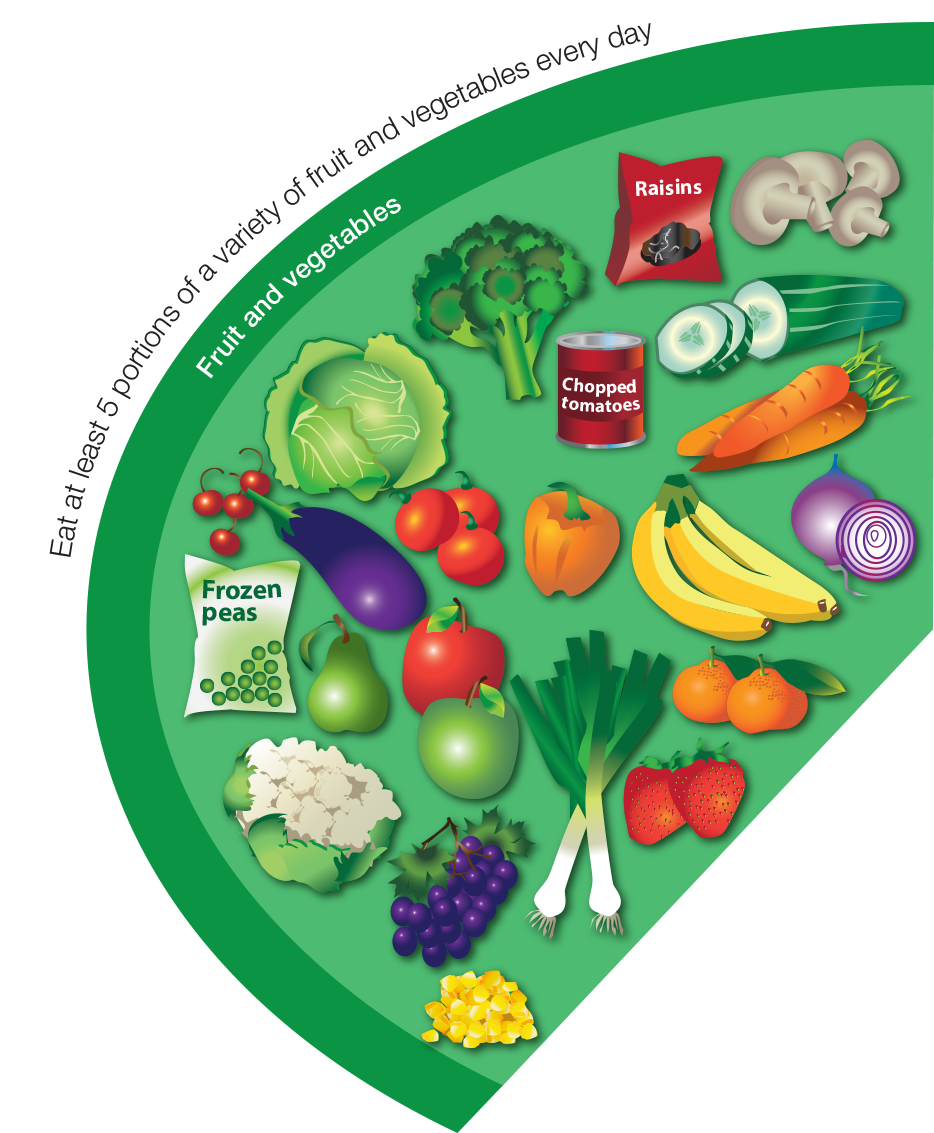 Eat at least 5 portions of a variety of fruit and vegetables every day
Fruit and vegetables
Raisins
Chopped
tomatoes
Frozen
peas